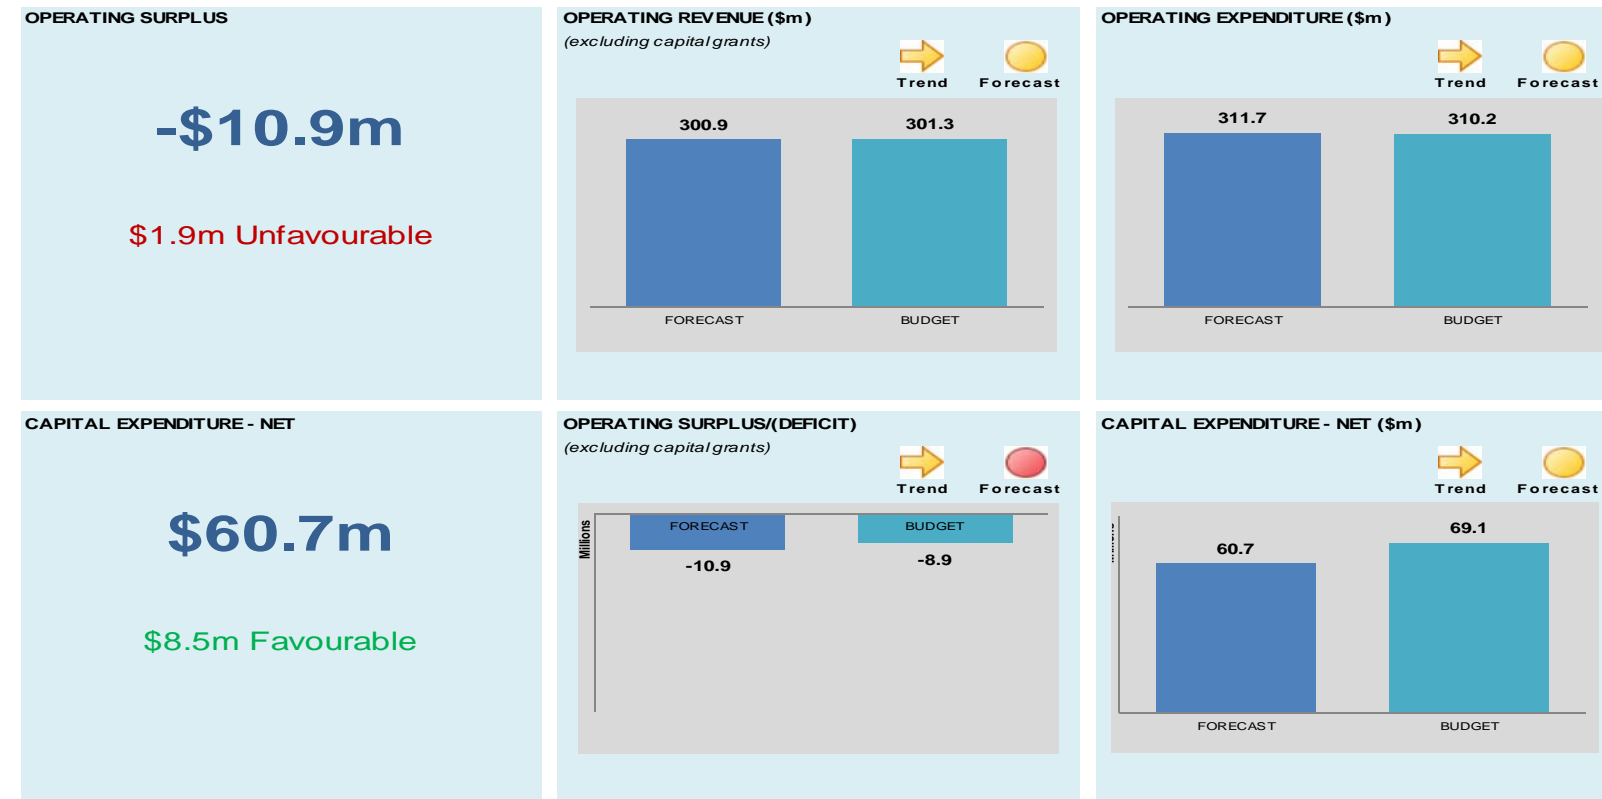 OPERATING SURPLUS
-$10.9m
$1.9m Unfavourable
OPERATING REVENUE ($m)
(excluding capital grants)
Trend Forecast
300.9 301.3
FORECAST BUDGET
OPERATING EXPENDITURE ($m)
Trend Forecast
311.7 310.2
FORECAST BUDGET
CAPITAL EXPENDITURE - NET
$60.7m
$8.5m Favourable
OPERATING SURPLUS/(DEFICIT)
(excluding capital grants)
Trend Forecast
Millions
FORECAST BUDGET
-10.9 -8.9
CAPITAL EXPENDITURE - NET ($m)
Trend Forecast
60.7 69.1
FORECAST BUDGET